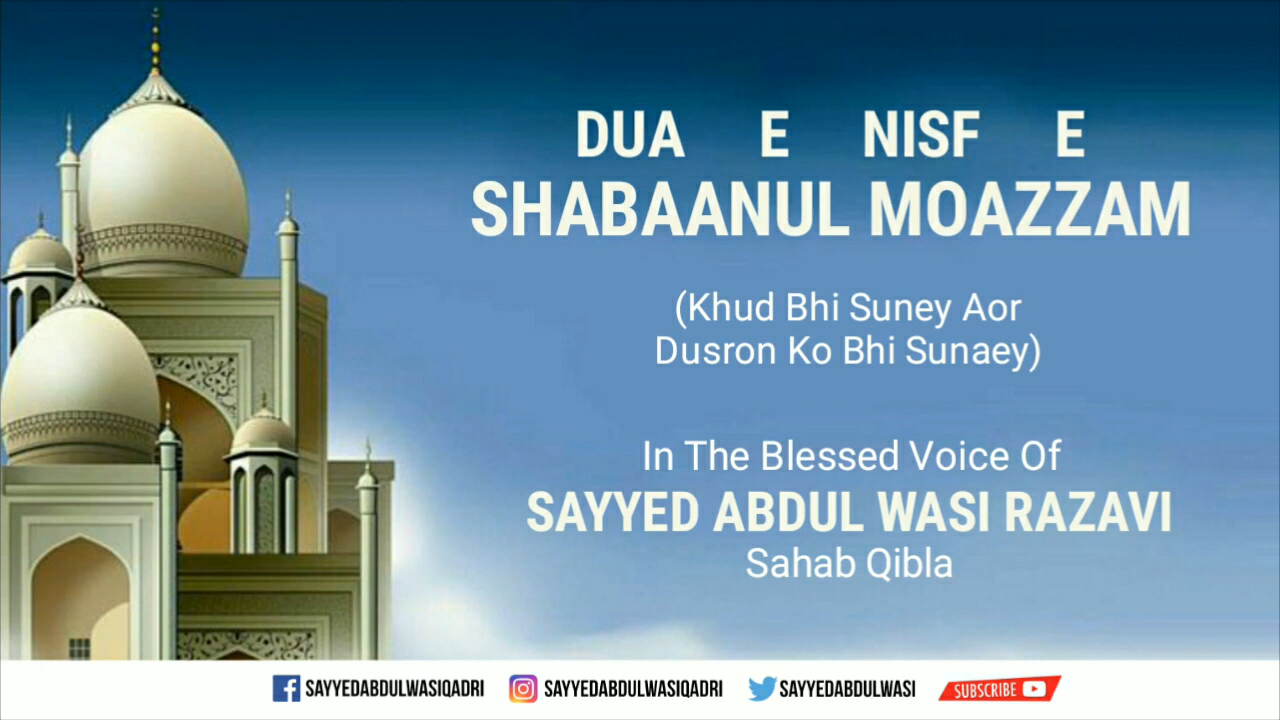 DUA E NISF E
SHABAANUL MOAZZAM
(Khud Bhi Suney Aor
Dusron Ko Bhi Sunaey)
In The Blessed Voice Of
SAYYED ABDUL WASI RAZAVI
Sahab Qibla
SAYYEDABDULWASIQADRI SAYYEDABDULWASIQADRI SAYYEDABDULWASI SUBSCRIBE